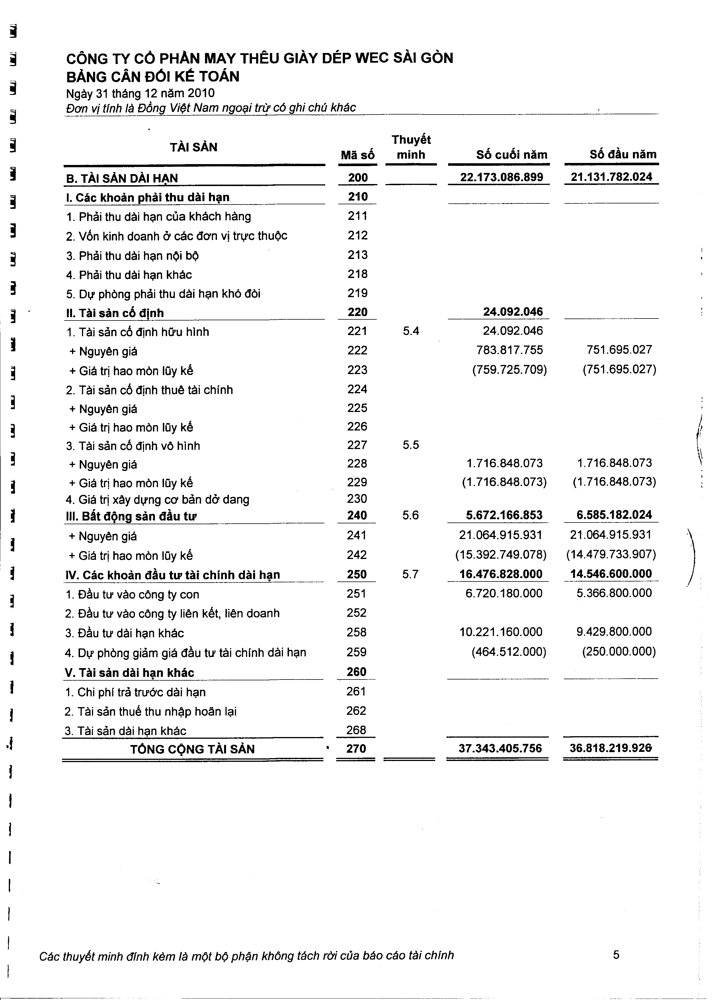 CÔNG TY CỔ PHẦN MAY THÊU GIÀY DÉP WEC SÀI GÒN
BẢNG CÂN ĐỐI KẾ TOÁN
Ngày 31 tháng 12 năm 2010
Đơn vị tính là Đồng Việt Nam ngoại trừ có ghi chú khác
TÀI SẢN Mã số Thuyết minh Số cuối năm Số đầu năm
B. TÀI SẢN DÀI HẠN 200 22.173.086.899 21.131.782.024
I. Các khoản phải thu dài hạn 210
1. Phải thu dài hạn của khách hàng 211
2. Vốn kinh doanh ở các đơn vị trực thuộc 212
3. Phải thu dài hạn nội bộ 213
4. Phải thu dài hạn khác 218
5. Dự phòng phải thu dài hạn khó đòi 219
II. Tài sản cố định 220 24.092.046
1. Tài sản cố định hữu hình 221 5.4 24.092.046
+ Nguyên giá 222 783.817.755 751.695.027
+ Giá trị hao mòn lũy kế 223 (759.725.709) (751.695.027)
2. Tài sản cố định thuê tài chính 224
+ Nguyên giá 225
+ Giá trị hao mòn lũy kế 226
3. Tài sản cố định vô hình 227 5.5
+ Nguyên giá 228 1.716.848.073 1.716.848.073
+ Giá trị hao mòn lũy kế 229 (1.716.848.073) (1.716.848.073)
4. Giá trị xây dựng cơ bản dở dang 230
III. Bất động sản đầu tư 240 5.6 5.672.166.853 6.585.182.024
+ Nguyên giá 241 21.064.915.931 21.064.915.931
+ Giá trị hao mòn lũy kế 242 (15.392.749.078) (14.479.733.907)
IV. Các khoản đầu tư tài chính dài hạn 250 5.7 16.476.828.000 14.546.600.000
1. Đầu tư vào công ty con 251 6.720.180.000 5.366.800.000
2. Đầu tư vào công ty liên kết, liên doanh 252
3. Đầu tư dài hạn khác 258 10.221.160.000 9.429.800.000
4. Dự phòng giảm giá đầu tư tài chính dài hạn 259 (464.512.000) (250.000.000)
V. Tài sản dài hạn khác 260
1. Chi phí trả trước dài hạn 261
2. Tài sản thuế thu nhập hoãn lại 262
3. Tài sản dài hạn khác 268
TỔNG CỘNG TÀI SẢN 270 37.343.405.756 36.818.219.926
Các thuyết minh đính kèm là một bộ phận không tách rời của báo cáo tài chính 5